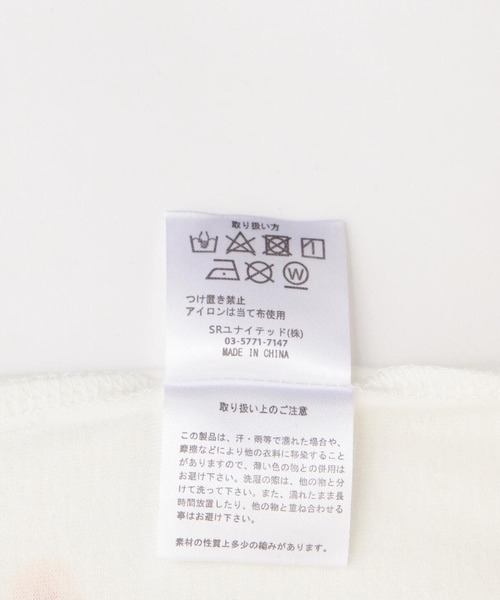 取り扱い方
W
つけ置き禁止
アイロンは当て布使用
SRユナイテッド(株)
03-5771-7147
MADE IN CHINA
取り扱い上のご注意
この製品は、汗・雨等で濡れた場合や、
摩擦などにより他の衣料に移染すること
がありますので、薄い色の物との併用は
お避け下さい。洗濯の際は、他の物と分
けて洗って下さい。また、濡れたまま長
時間放置したり、他の物と重ね合わせる
事はお避け下さい。
素材の性質上多少の縮みがあります。